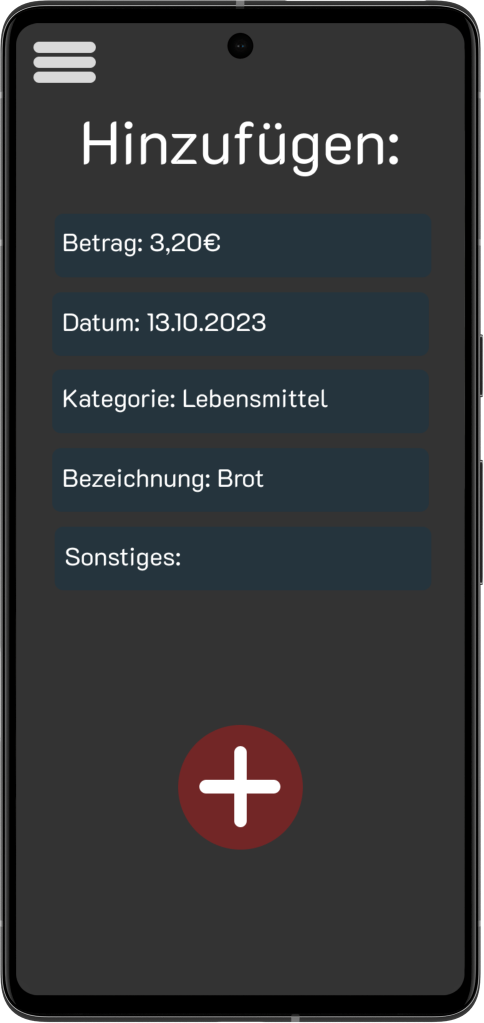 Hinzufügen:
Betrag: 3,20€
Datum: 13.10.2023
Kategorie: Lebensmittel
Bezeichnung: Brot
Sonstiges: